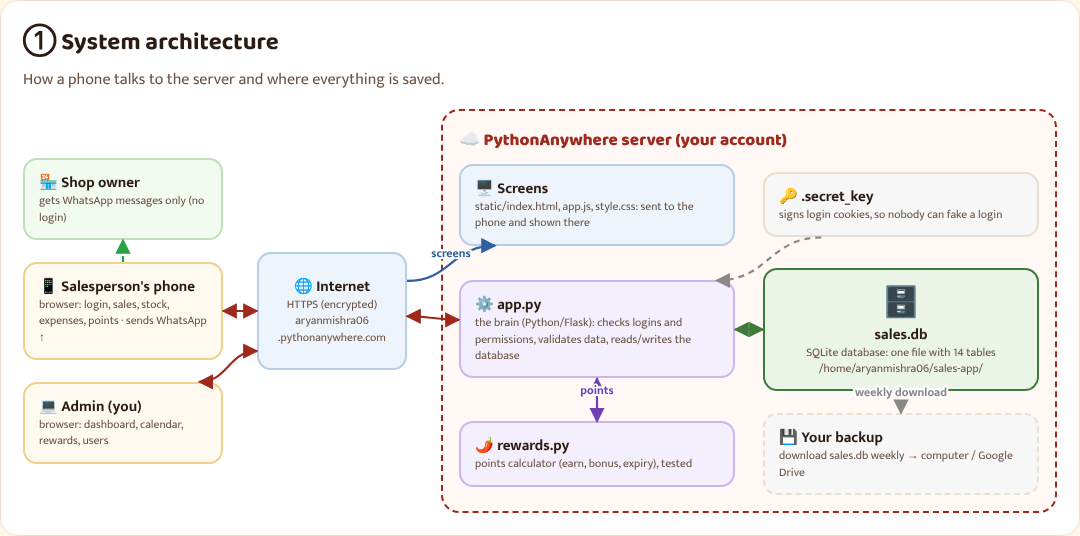 ① System architecture
How a phone talks to the server and where everything is saved.
☁️ PythonAnywhere server (your account)
🏪 Shop owner
gets WhatsApp messages only (no
login)
🖥️ Screens
static/index.html, app.js, style.css: sent to the
phone and shown there
🔑 .secret_key
signs login cookies, so nobody can fake a login
screens
📱 Salesperson's phone
browser: login, sales, stock,
expenses, points · sends WhatsApp
↑
🌐 Internet
HTTPS (encrypted)
aryanmishra06
.pythonanywhere.com
⚙️ app.py
the brain (Python/Flask): checks logins and
permissions, validates data, reads/writes the
database
🗄️
sales.db
SQLite database: one file with 14 tables
/home/aryanmishra06/sales-app/
points
weekly download
💻 Admin (you)
browser: dashboard, calendar,
rewards, users
🌶️ rewards.py
points calculator (earn, bonus, expiry), tested
💾 Your backup
download sales.db weekly → computer / Google
Drive